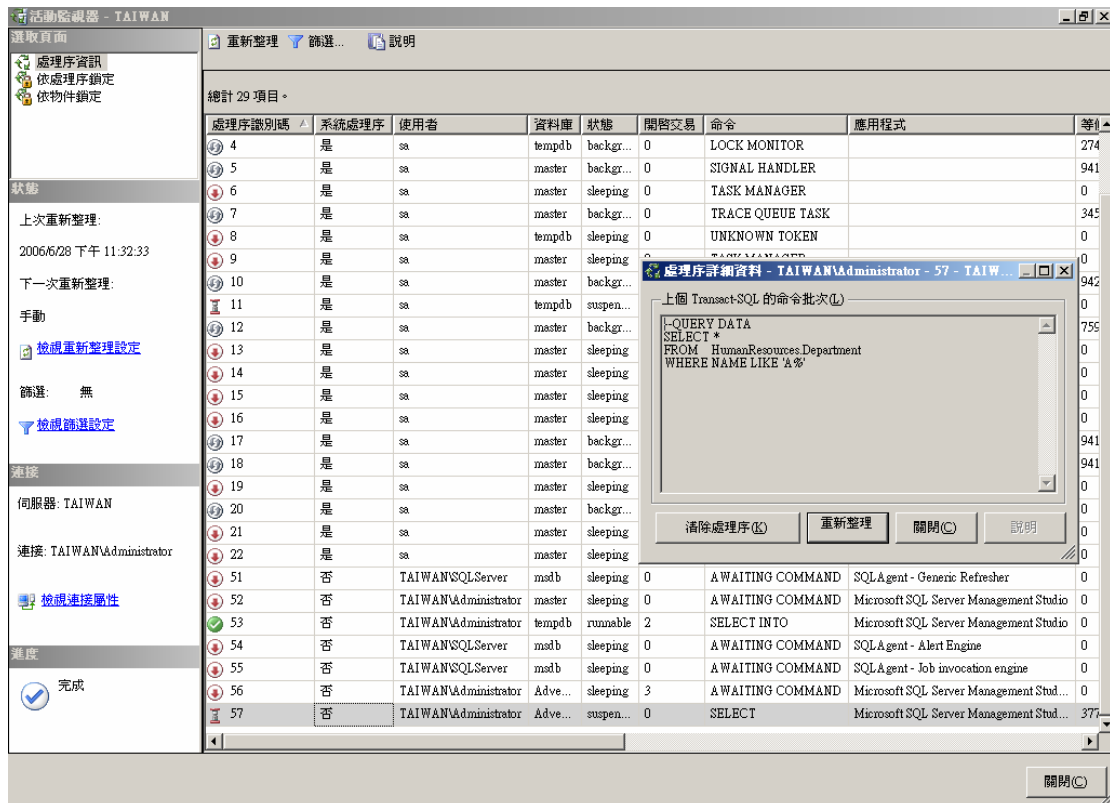 活動監視器 - TAIWAN
選取頁面
處理序資訊
依處理序鎖定
依物件鎖定
狀態
上次重新整理:
2006/6/28 下午 11:32:33
下一次重新整理:
手動
檢視重新整理設定
篩選: 無
檢視篩選設定
連接
伺服器: TAIWAN
連接: TAIWAN\Administrator
檢視連接屬性
進度
完成
重新整理 篩選... 說明
總計 29 項目。
處理序識別碼 系統處理序 使用者 資料庫 狀態 開啓交易 命令 應用程式
4 是 sa tempdb backgr... 0 LOCK MONITOR 274
5 是 sa master backgr... 0 SIGNAL HANDLER 941
6 是 sa master sleeping 0 TASK MANAGER 0
7 是 sa master backgr... 0 TRACE QUEUE TASK 345
8 是 sa tempdb sleeping 0 UNKNOWN TOKEN 0
9 是 sa master sleeping 0 TASK MANAGER 0
10 是 sa master backgr... 942
11 是 sa tempdb suspen... 0
12 是 sa master backgr... 759
13 是 sa master sleeping 0
14 是 sa master sleeping 0
15 是 sa master sleeping 0
16 是 sa master sleeping 0
17 是 sa master backgr... 941
18 是 sa master backgr... 941
19 是 sa master sleeping 0
20 是 sa master backgr... 0
21 是 sa master sleeping 0
22 是 sa master sleeping 0
51 否 TAIWAN\SQLServer msdb sleeping 0 AWAITING COMMAND SQLAgent - Generic Refresher 0
52 否 TAIWAN\Administrator master sleeping 0 AWAITING COMMAND Microsoft SQL Server Management Studio 0
53 否 TAIWAN\Administrator tempdb runnable 2 SELECT INTO Microsoft SQL Server Management Studio 0
54 否 TAIWAN\SQLServer msdb sleeping 0 AWAITING COMMAND SQLAgent - Alert Engine 0
55 否 TAIWAN\SQLServer msdb sleeping 0 AWAITING COMMAND SQLAgent - Job invocation engine 0
56 否 TAIWAN\Administrator Adve... sleeping 3 AWAITING COMMAND Microsoft SQL Server Management Stud... 0
57 否 TAIWAN\Administrator Adve... suspen... 0 SELECT Microsoft SQL Server Management Stud... 377
處理序詳細資料 - TAIWAN\Administrator - 57 - TAIW...
上個 Transact-SQL 的命令批次(L)
--QUERY DATA
SELECT *
FROM HumanResources.Department
WHERE NAME LIKE 'A%'
清除處理序(K) 重新整理 關閉(C) 說明
關閉(C)